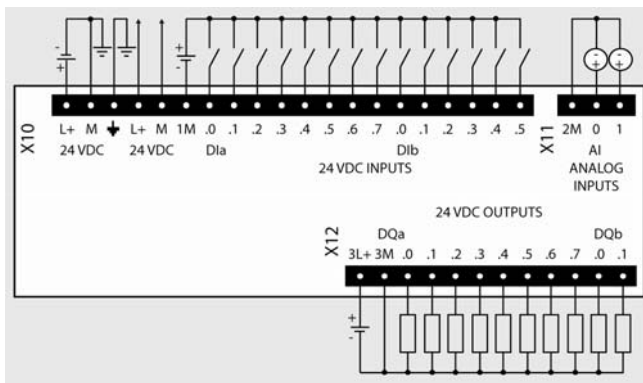 X10
L+ M L+ M 1M .0 .1 .2 .3 .4 .5 .6 .7 .0 .1 .2 .3 .4 .5
24 VDC 24 VDC DIa DIb
24 VDC INPUTS
X11
2M 0 1
AI
ANALOG
INPUTS
24 VDC OUTPUTS
X12
DQa DQb
3L+ 3M .0 .1 .2 .3 .4 .5 .6 .7 .0 .1